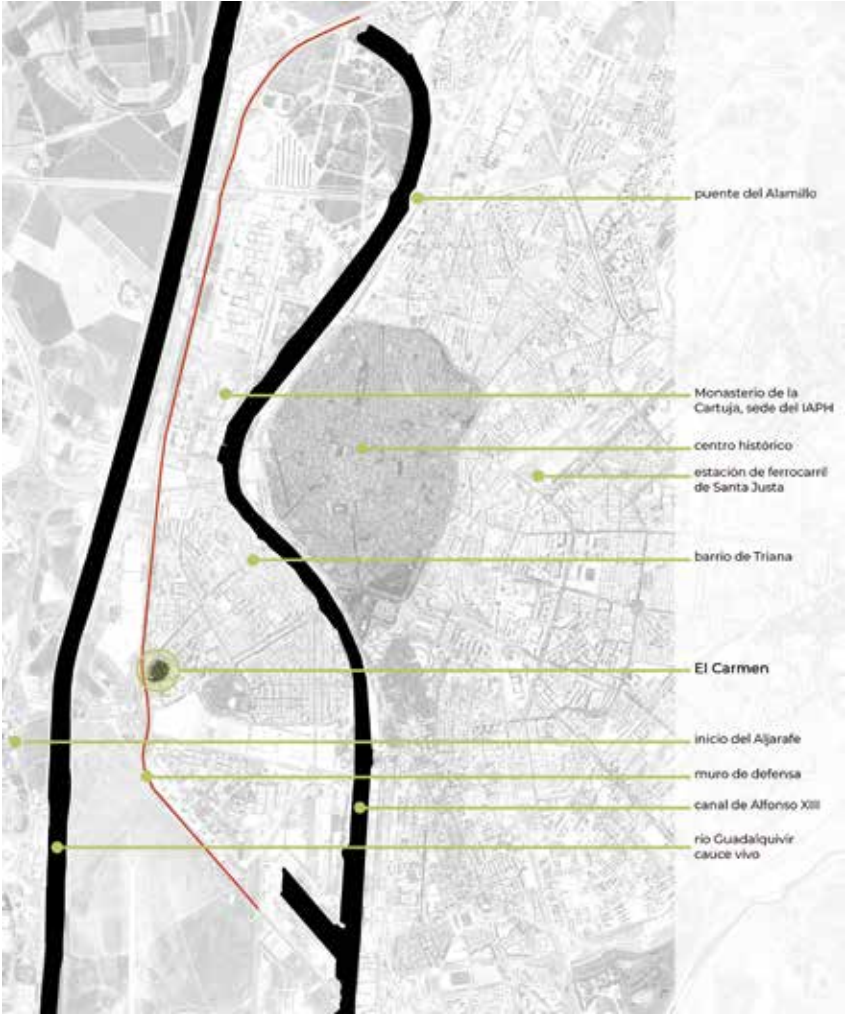 puente del Alamillo
Monasterio de la
Cartuja, sede del IAPH
centro histórico
estación de ferrocarril
de Santa Justa
barrio de Triana
El Carmen
inicio del Aljarafe
muro de defensa
canal de Alfonso XIII
río Guadalquivir
cauce vivo